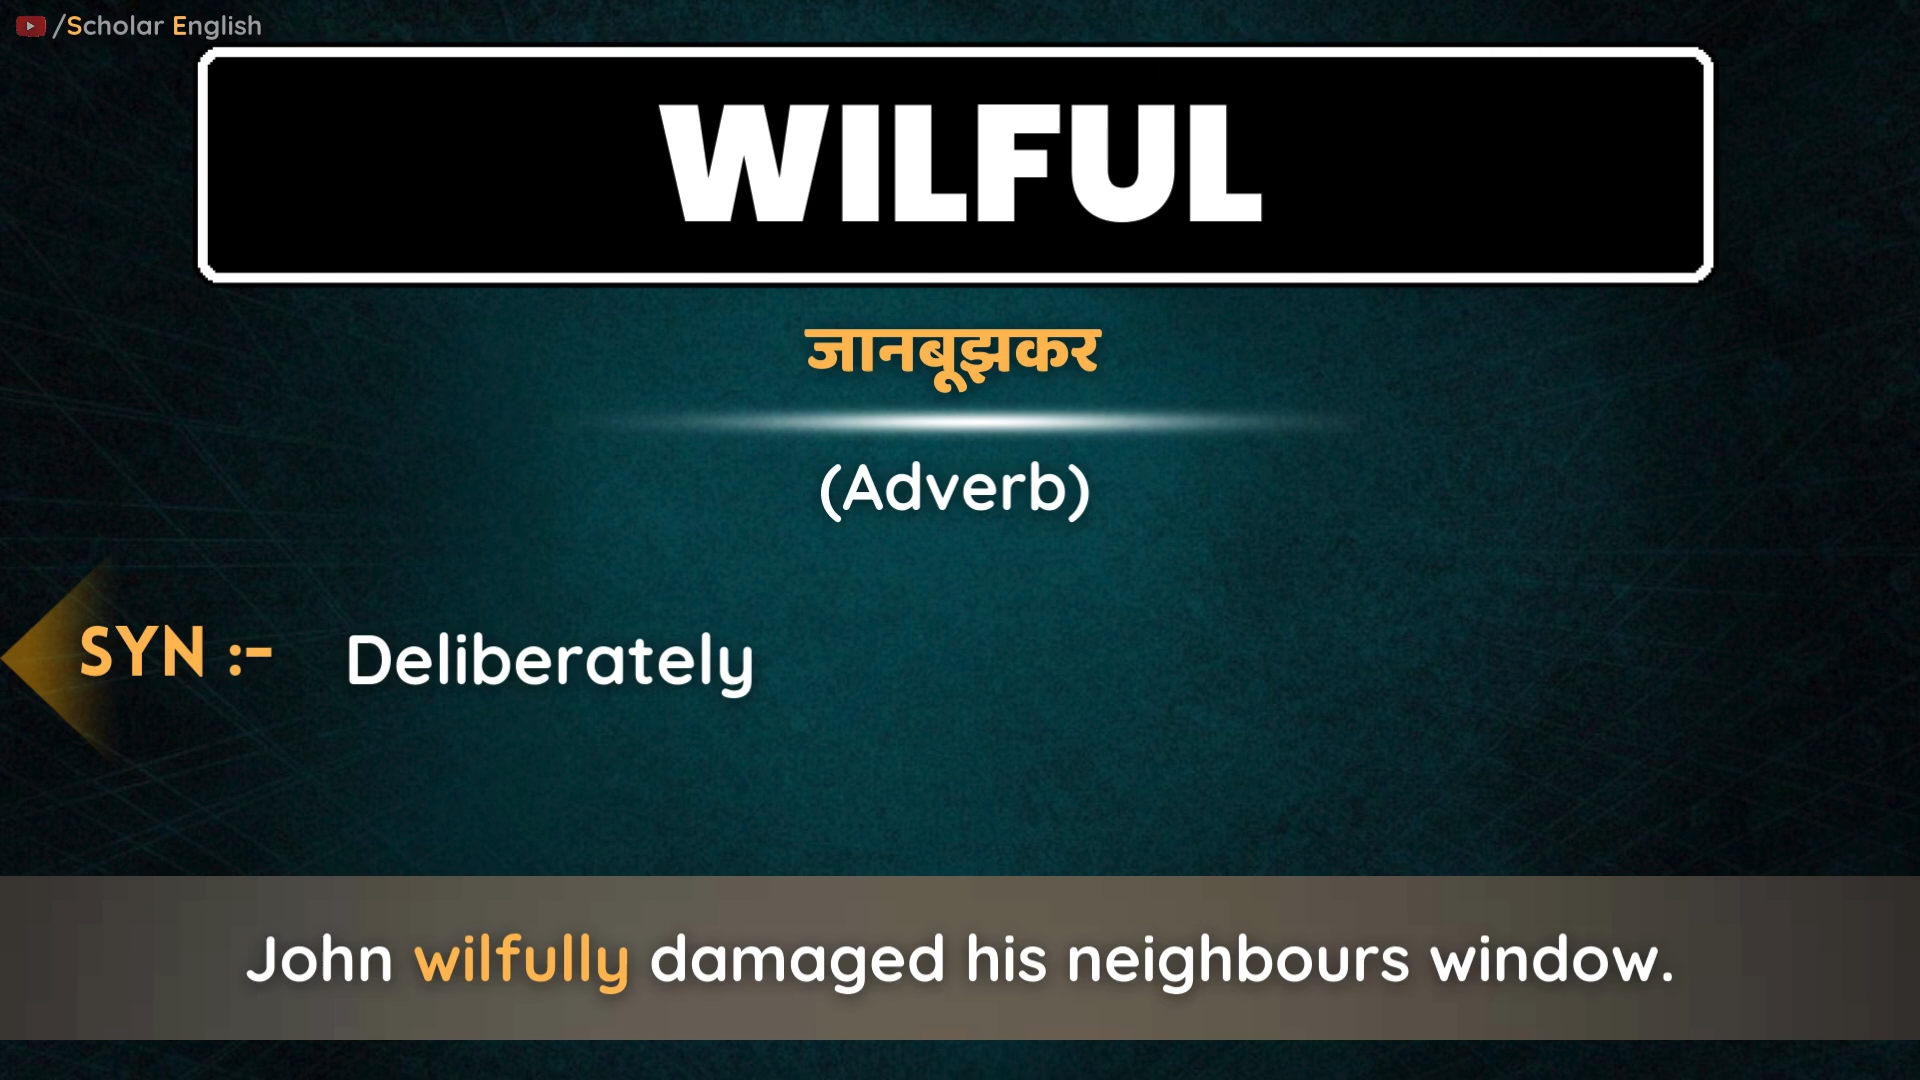 /Scholar English
WILFUL
जानबूझकर
(Adverb)
SYN :- Deliberately
John wilfully damaged his neighbours window.